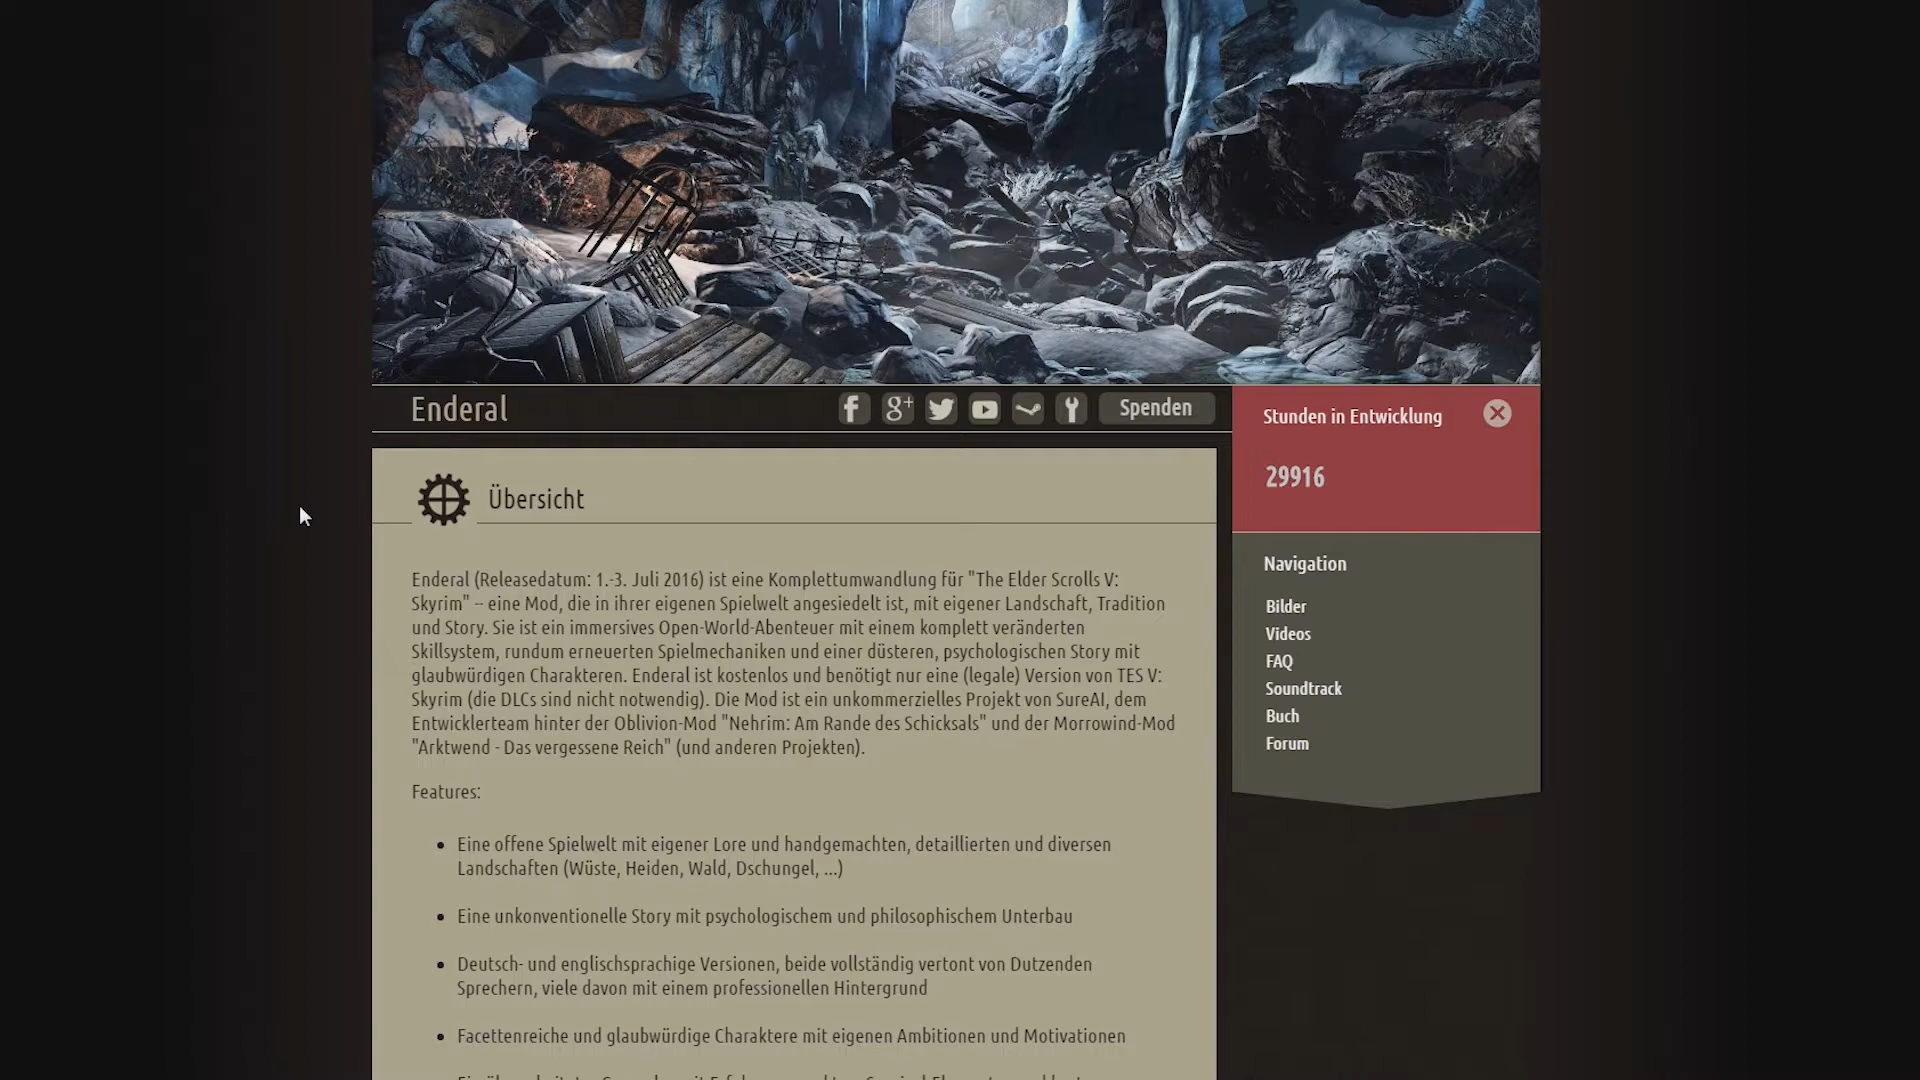 Enderal
Spenden
Stunden in Entwicklung
29916
Übersicht
Enderal (Releasedatum: 1.-3. Juli 2016) ist eine Komplettumwandlung für "The Elder Scrolls V:
Skyrim" -- eine Mod, die in ihrer eigenen Spielwelt angesiedelt ist, mit eigener Landschaft, Tradition
und Story. Sie ist ein immersives Open-World-Abenteuer mit einem komplett veränderten
Skillsystem, rundum erneuerten Spielmechaniken und einer düsteren, psychologischen Story mit
glaubwürdigen Charakteren. Enderal ist kostenlos und benötigt nur eine (legale) Version von TES V:
Skyrim (die DLCs sind nicht notwendig). Die Mod ist ein unkommerzielles Projekt von SureAI, dem
Entwicklerteam hinter der Oblivion-Mod "Nehrim: Am Rande des Schicksals" und der Morrowind-Mod
"Arktwend - Das vergessene Reich" (und anderen Projekten).
Features:
Eine offene Spielwelt mit eigener Lore und handgemachten, detaillierten und diversen
Landschaften (Wüste, Heiden, Wald, Dschungel, ...)
Eine unkonventionelle Story mit psychologischem und philosophischem Unterbau
Deutsch- und englischsprachige Versionen, beide vollständig vertont von Dutzenden
Sprechern, viele davon mit einem professionellen Hintergrund
Facettenreiche und glaubwürdige Charaktere mit eigenen Ambitionen und Motivationen
Navigation
Bilder
Videos
FAQ
Soundtrack
Buch
Forum